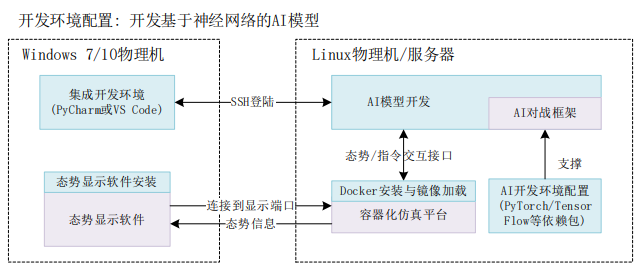 开发环境配置: 开发基于神经网络的AI模型
Windows 7/10物理机
Linux物理机/服务器
集成开发环境
(PyCharm或VS Code)
SSH登陆
AI模型开发
AI对战框架
态势/指令交互接口
支撑
态势显示软件安装
态势显示软件
连接到显示端口
态势信息
Docker安装与镜像加载
容器化仿真平台
AI开发环境配置
(PyTorch/Tensor
Flow等依赖包)